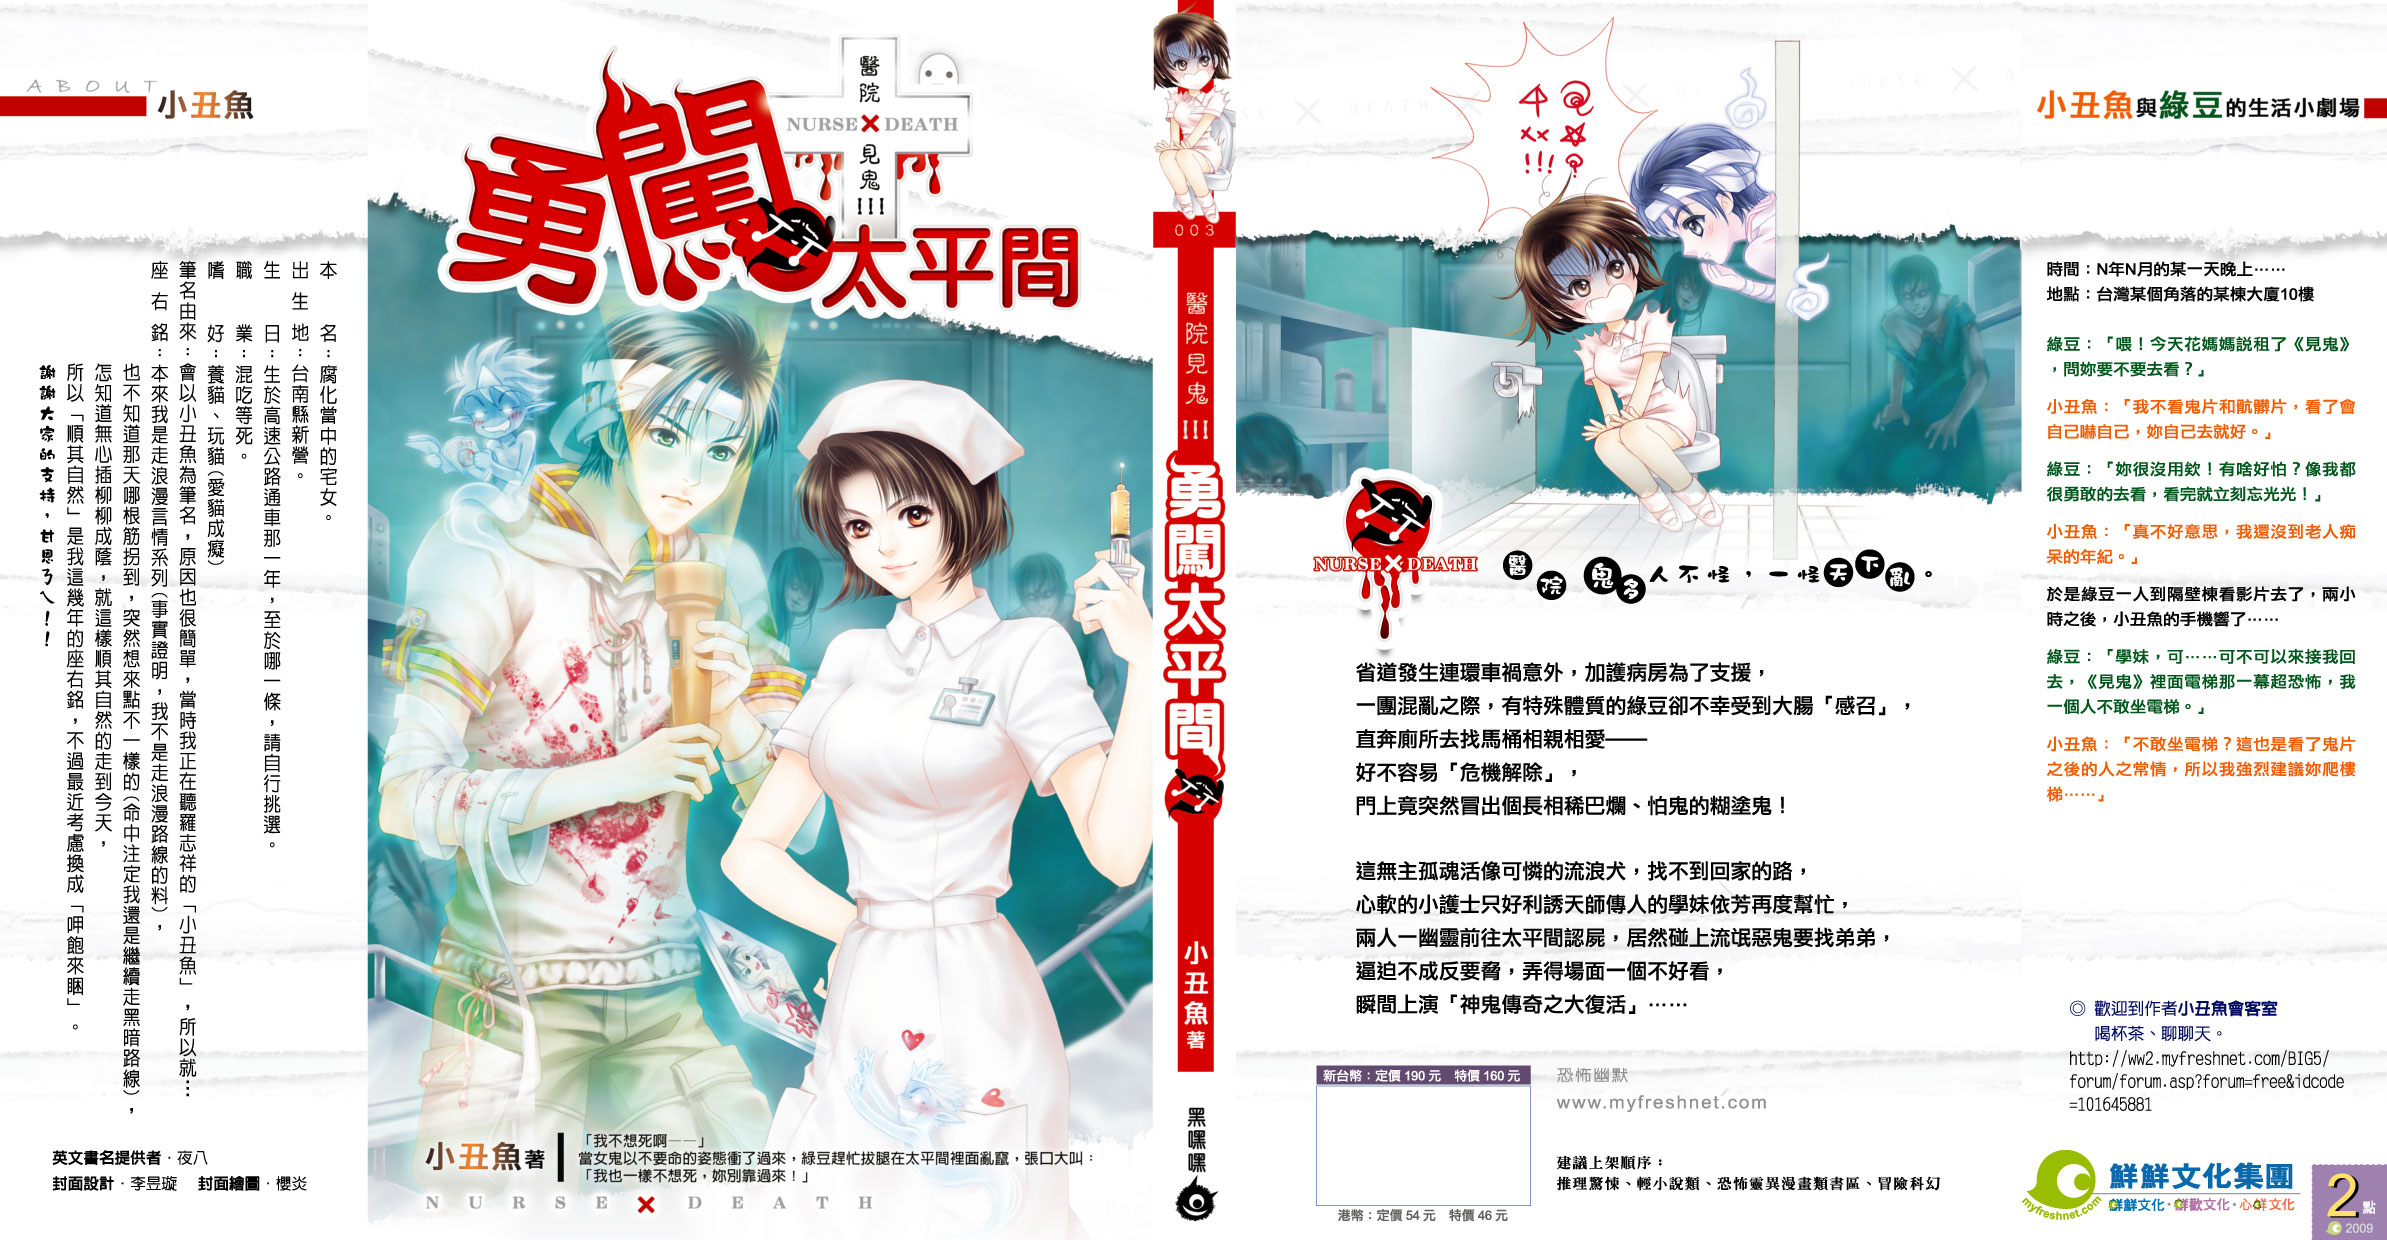 ABOUT
小丑魚
本名：腐化當中的宅女。
出生地：台南縣新營。
生日：生於高速公路通車那一年，至於哪一條，請自行挑選。
職業：混吃等死。
嗜好：養貓、玩貓（愛貓成癡）
筆名由來：會以小丑魚為筆名，原因也很簡單，當時我正在聽羅志祥的「小丑魚」，所以就…
座右銘：本來我是走浪漫言情系列（事實證明，我不是走浪漫路線的料），
也不知道那天哪根筋拐到，突然想來點不一樣的（命中注定我還是繼續走黑暗路線），
怎知道無心插柳柳成蔭，就這樣順其自然的走到今天，
所以「順其自然」是我這幾年的座右銘，不過最近考慮換成「呷飽來睏」。
謝謝大家的支持，甘恩ㄋㄟ！！
英文書名提供者．夜八
封面設計．李昱璇 封面繪圖．櫻炎
醫院見鬼!!!
NURSE×DEATH
勇闖太平間
小丑魚著
「我不想死啊——」
當女鬼以不要命的姿態衝了過來，綠豆趕忙拔腿在太平間裡面亂竄，張口大叫：
「我也一樣不想死，妳別靠過來！」
NURSE×DEATH
003
醫院見鬼!!!
勇闖太平間
小丑魚著
黑嘿嘿
NURSE×DEATH
醫院鬼多人不怪，一怪天下亂。
省道發生連環車禍意外，加護病房為了支援，
一團混亂之際，有特殊體質的綠豆卻不幸受到大腸「感召」，
直奔廁所去找馬桶相親相愛——
好不容易「危機解除」，
門上竟突然冒出個長相稀巴爛、怕鬼的糊塗鬼！
這無主孤魂活像可憐的流浪犬，找不到回家的路，
心軟的小護士只好利誘天師傳人的學妹依芳再度幫忙，
兩人一幽靈前往太平間認屍，居然碰上流氓惡鬼要找弟弟，
逼迫不成反要脅，弄得場面一個不好看，
瞬間上演「神鬼傳奇之大復活」……
新台幣：定價 190 元 特價 160 元
港幣：定價 54 元 特價 46 元
恐怖幽默
www.myfreshnet.com
建議上架順序：
推理驚悚、輕小說類、恐怖靈異漫畫類書區、冒險科幻
小丑魚與綠豆的生活小劇場
時間：N年N月的某一天晚上……
地點：台灣某個角落的某棟大廈10樓
綠豆：「喂！今天花媽媽說租了《見鬼》
，問妳要不要去看？」
小丑魚：「我不看鬼片和骯髒片，看了會
自己嚇自己，妳自己去就好。」
綠豆：「妳很沒用欸！有啥好怕？像我都
很勇敢的去看，看完就立刻忘光光！」
小丑魚：「真不好意思，我還沒到老人痴
呆的年紀。」
於是綠豆一人到隔壁棟看影片去了，兩小
時之後，小丑魚的手機響了……
綠豆：「學妹，可……可不可以來接我回
去，《見鬼》裡面電梯那一幕超恐怖，我
一個人不敢坐電梯。」
小丑魚：「不敢坐電梯？這也是看了鬼片
之後的人之常情，所以我強烈建議妳爬樓
梯……」
◎ 歡迎到作者小丑魚會客室
喝杯茶、聊聊天。
http://ww2.myfreshnet.com/BIG5/
forum/forum.asp?forum=free&idcode
=101645881
myfreshnet.com
鮮鮮文化集團
鮮鮮文化．鮮歡文化．心鮮文化
2點
2009